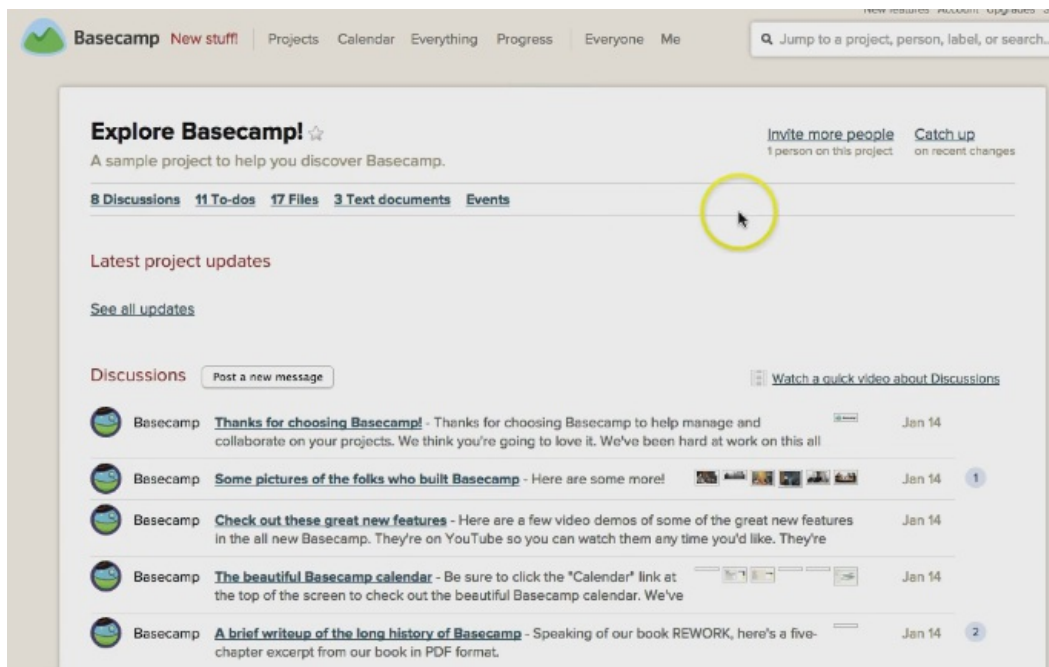 New features Account Upgrades
Basecamp New stuff! Projects Calendar Everything Progress Everyone Me Jump to a project, person, label, or search...
Explore Basecamp!
Invite more people Catch up
A sample project to help you discover Basecamp.
1 person on this project on recent changes
8 Discussions 11 To-dos 17 Files 3 Text documents Events
Latest project updates
See all updates
Discussions Post a new message Watch a quick video about Discussions
Basecamp Thanks for choosing Basecamp! - Thanks for choosing Basecamp to help manage and Jan 14
collaborate on your projects. We think you're going to love it. We've been hard at work on this all
Basecamp Some pictures of the folks who built Basecamp - Here are some more! Jan 14 1
Basecamp Check out these great new features - Here are a few video demos of some of the great new features Jan 14
in the all new Basecamp. They're on YouTube so you can watch them any time you'd like. They're
Basecamp The beautiful Basecamp calendar - Be sure to click the "Calendar" link at Jan 14
the top of the screen to check out the beautiful Basecamp calendar. We've
Basecamp A brief writeup of the long history of Basecamp - Speaking of our book REWORK, here's a five- Jan 14 2
chapter excerpt from our book in PDF format.